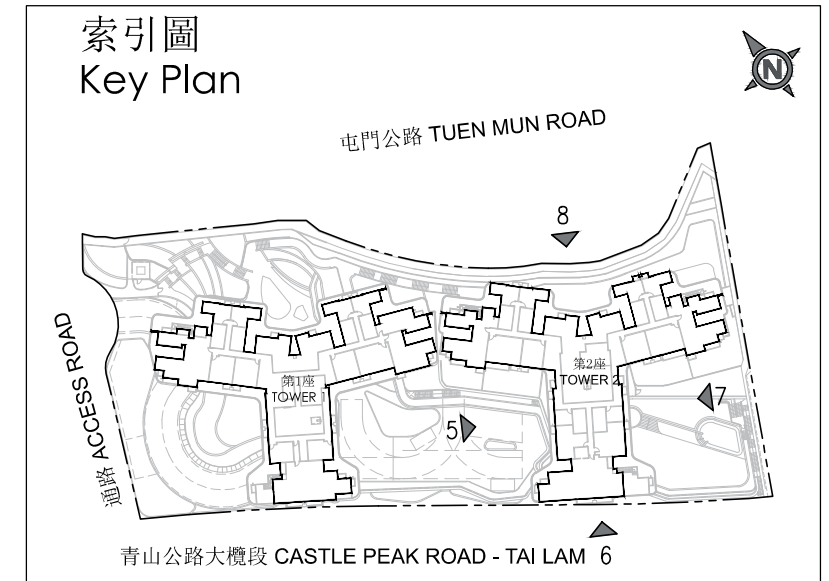 索引圖
Key Plan
N
屯門公路 TUEN MUN ROAD
8
通路 ACCESS ROAD
第1座
TOWER 1
第2座
TOWER 2
7
5
青山公路大欖段 CASTLE PEAK ROAD - TAI LAM 6